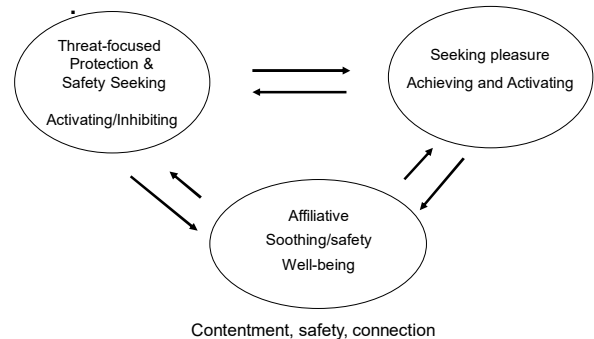 Threat-focused
Protection &
Safety Seeking
Activating/Inhibiting
Seeking pleasure
Achieving and Activating
Affiliative
Soothing/safety
Well-being
Contentment, safety, connection